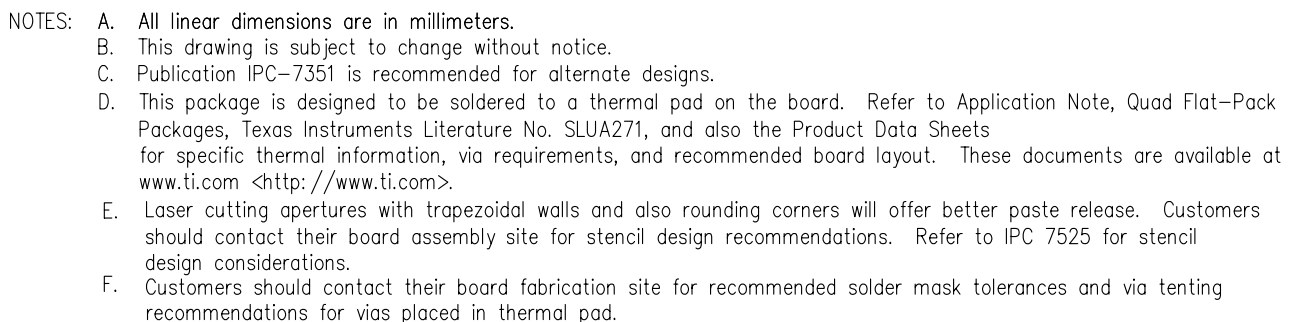 NOTES: A. All linear dimensions are in millimeters.
B. This drawing is subject to change without notice.
C. Publication IPC-7351 is recommended for alternate designs.
D. This package is designed to be soldered to a thermal pad on the board. Refer to Application Note, Quad Flat-Pack
Packages, Texas Instruments Literature No. SLUA271, and also the Product Data Sheets
for specific thermal information, via requirements, and recommended board layout. These documents are available at
www.ti.com <http: //www.ti.com>.
E. Laser cutting apertures with trapezoidal walls and also rounding corners will offer better paste release. Customers
should contact their board assembly site for stencil design recommendations. Refer to IPC 7525 for stencil
design considerations.
F. Customers should contact their board fabrication site for recommended solder mask tolerances and via tenting
recommendations for vias placed in thermal pad.